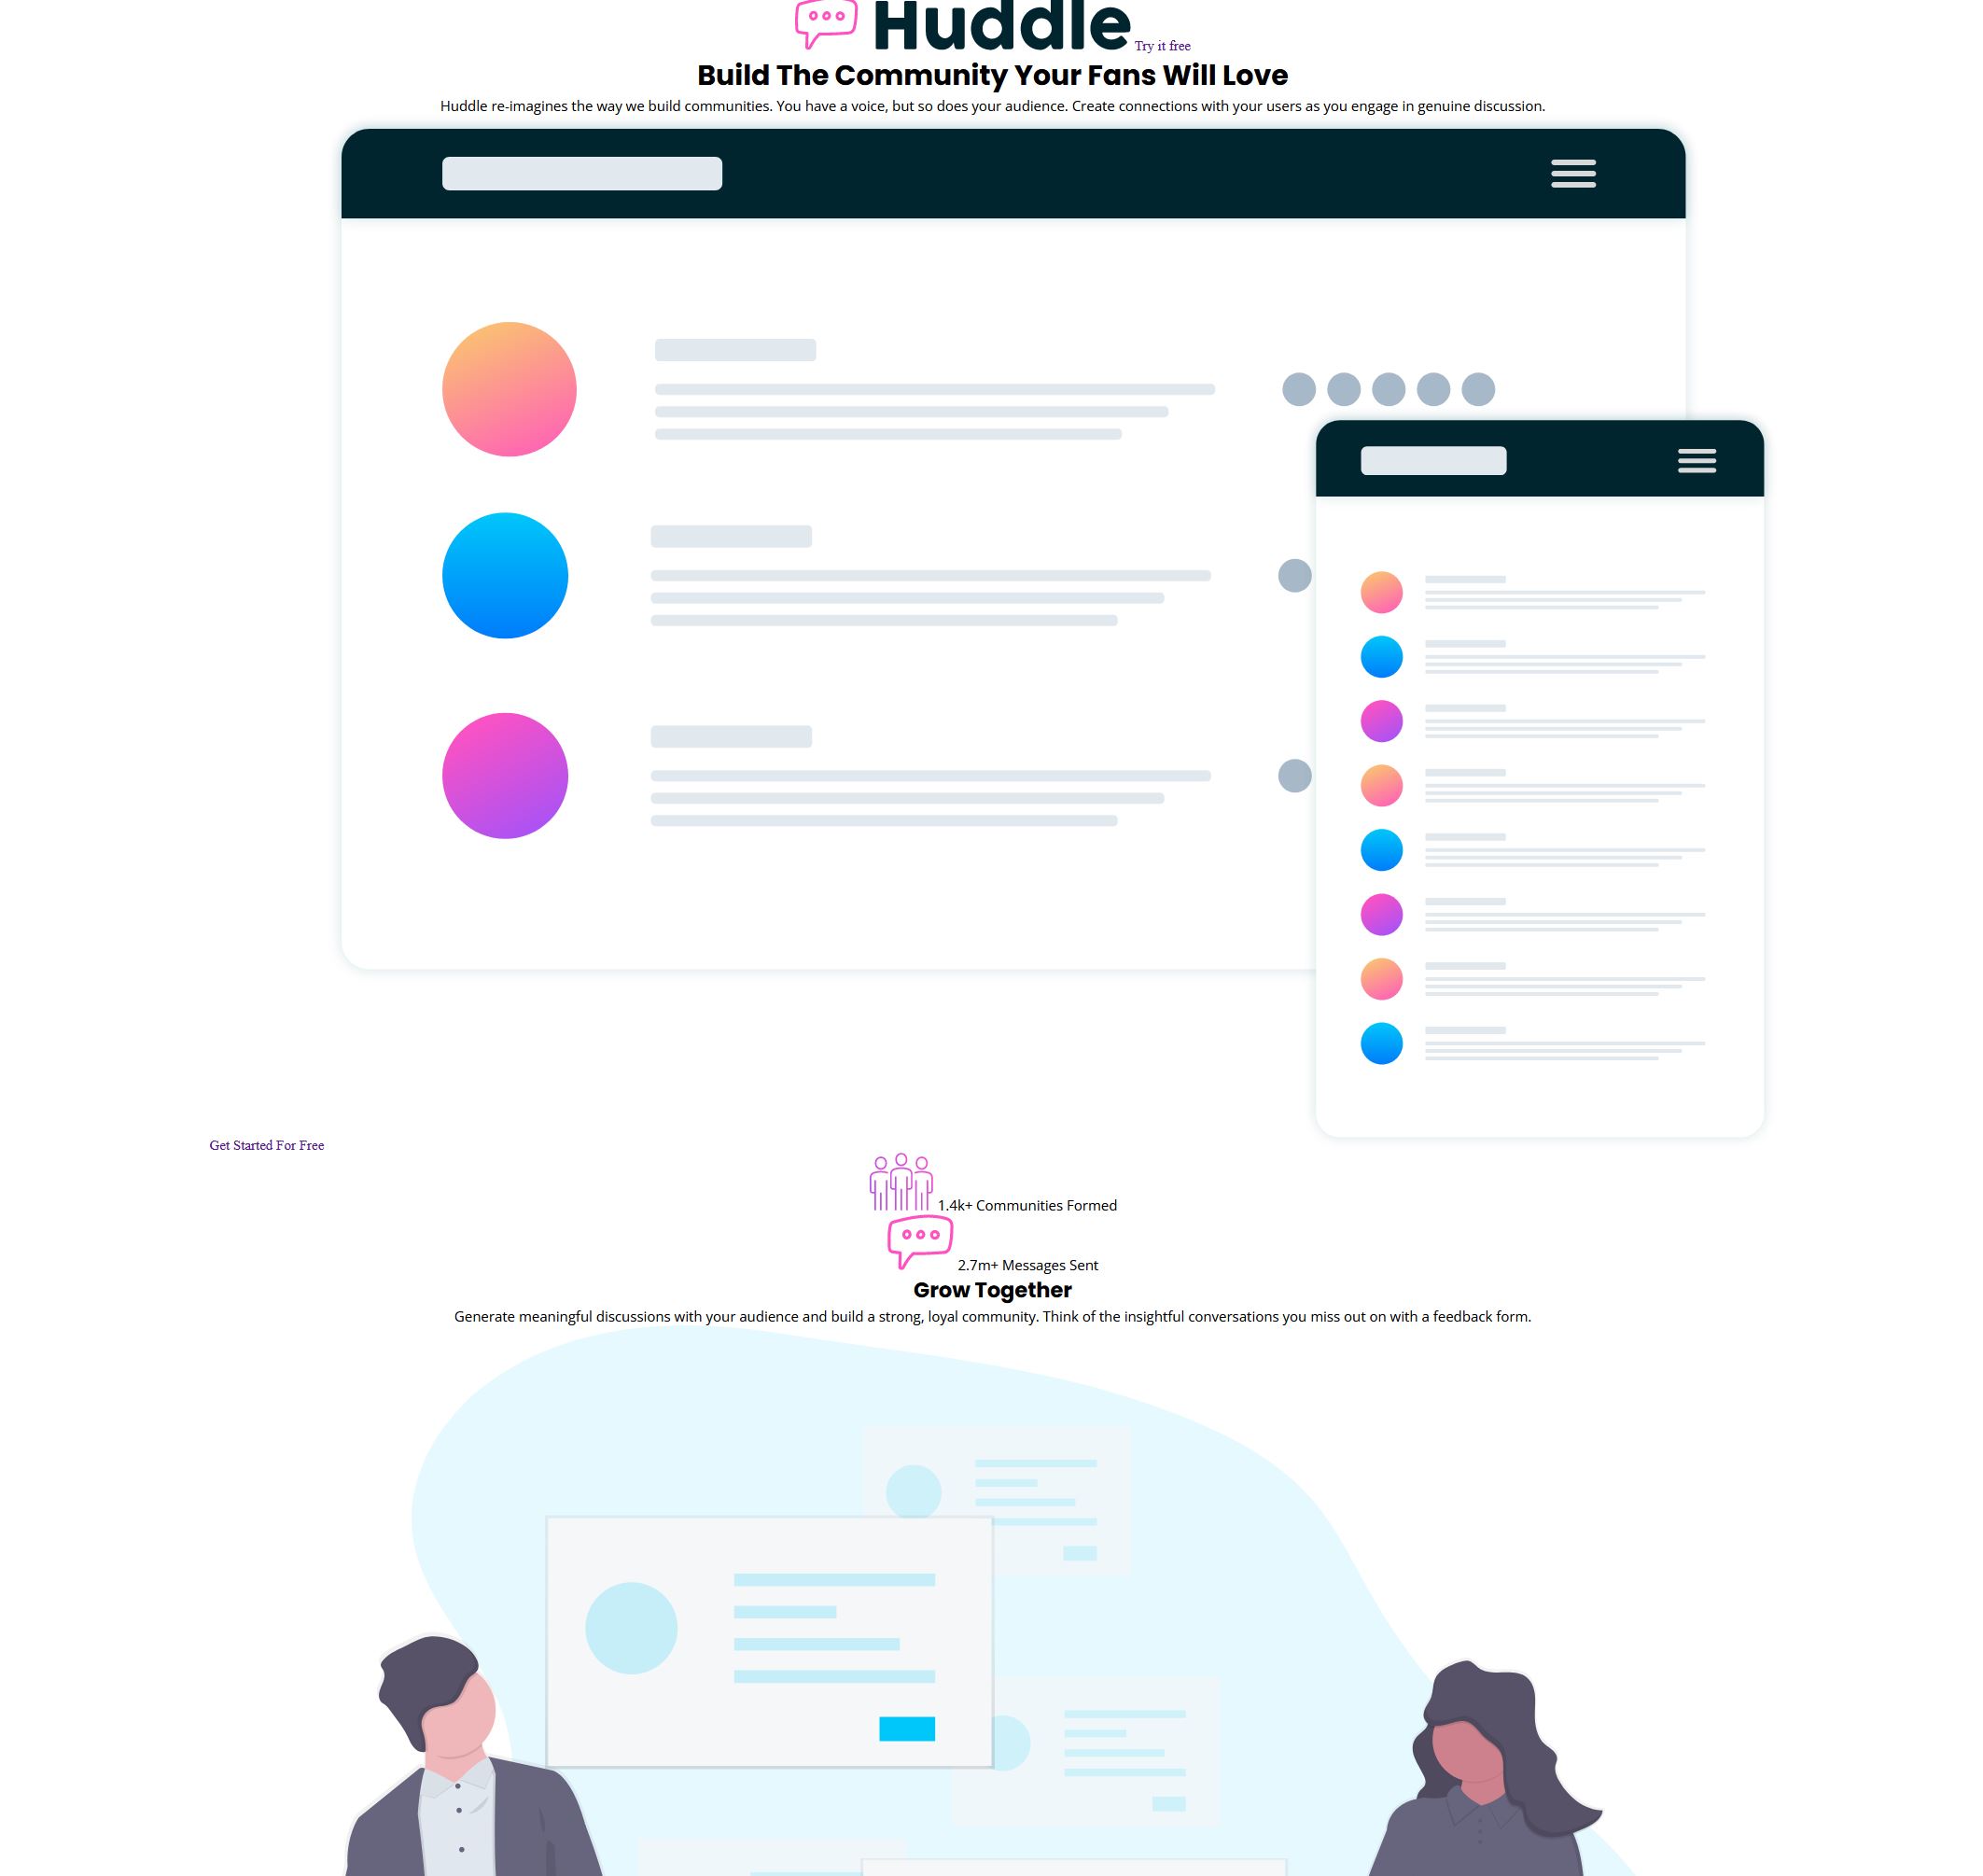 Huddle Try it free
Build The Community Your Fans Will Love
Huddle re-imagines the way we build communities. You have a voice, but so does your audience. Create connections with your users as you engage in genuine discussion.
Get Started For Free
1.4k+ Communities Formed
2.7m+ Messages Sent
Grow Together
Generate meaningful discussions with your audience and build a strong, loyal community. Think of the insightful conversations you miss out on with a feedback form.